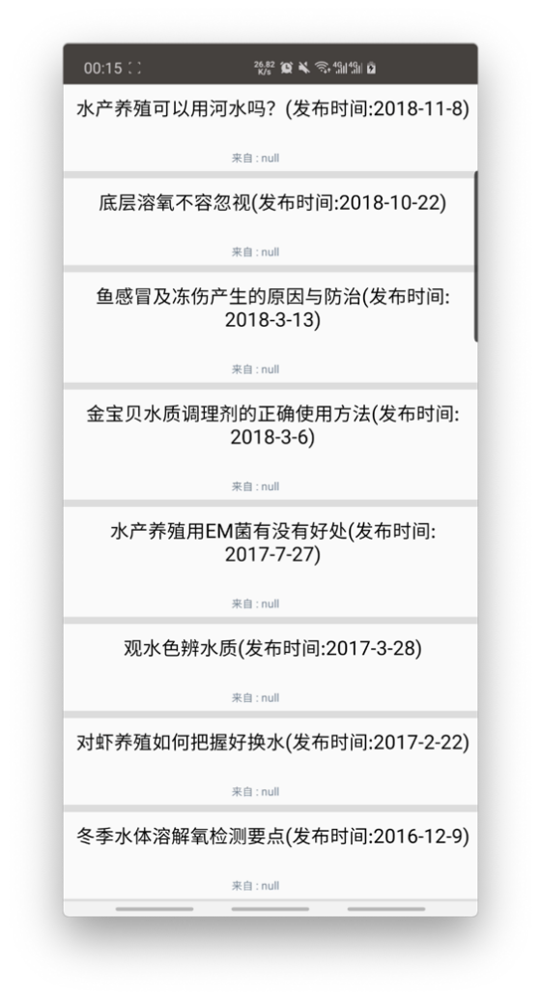 00:15
26.82
K/s
4G 4G
水产养殖可以用河水吗？(发布时间:2018-11-8)
来自 : null
底层溶氧不容忽视(发布时间:2018-10-22)
来自 : null
鱼感冒及冻伤产生的原因与防治(发布时间:
2018-3-13)
来自 : null
金宝贝水质调理剂的正确使用方法(发布时间:
2018-3-6)
来自 : null
水产养殖用EM菌有没有好处(发布时间:
2017-7-27)
来自 : null
观水色辨水质(发布时间:2017-3-28)
来自 : null
对虾养殖如何把握好换水(发布时间:2017-2-22)
来自 : null
冬季水体溶解氧检测要点(发布时间:2016-12-9)
来自 : null